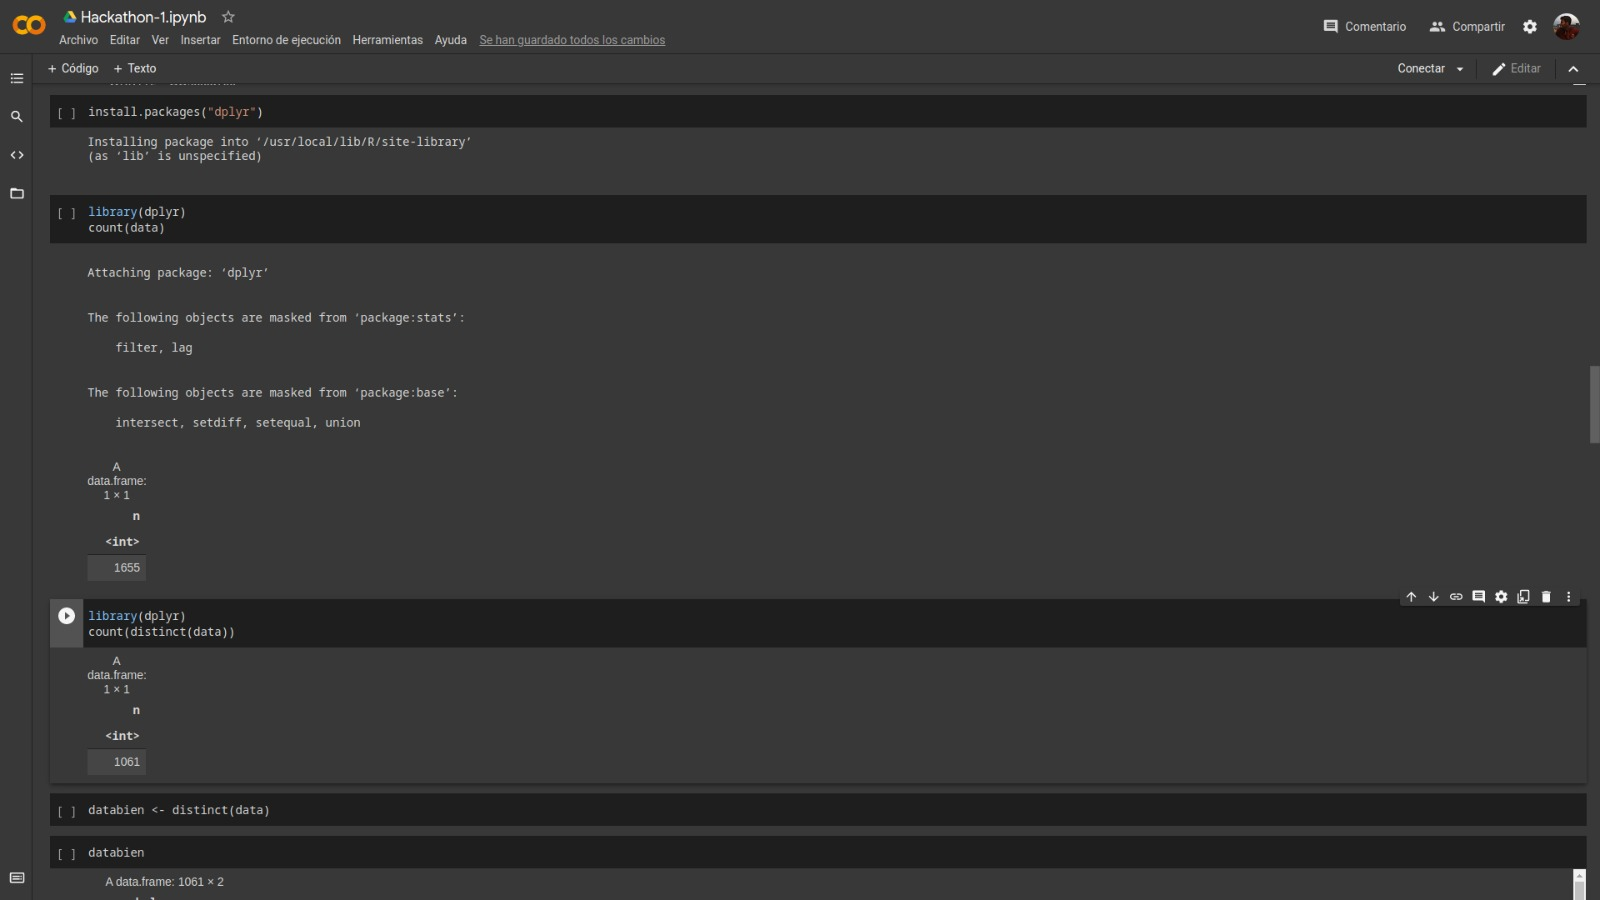 Hackathon-1.ipynb
Archivo Editar Ver Insertar Entorno de ejecución Herramientas Ayuda Se han guardado todos los cambios
Comentario Compartir
+ Código + Texto
Conectar Editar
[ ] install.packages("dplyr")
Installing package into ‘/usr/local/lib/R/site-library’
(as ‘lib’ is unspecified)
[ ] library(dplyr)
count(data)
Attaching package: ‘dplyr’
The following objects are masked from ‘package:stats’:
filter, lag
The following objects are masked from ‘package:base’:
intersect, setdiff, setequal, union
A
data.frame:
1 × 1
n
<int>
1655
library(dplyr)
count(distinct(data))
A
data.frame:
1 × 1
n
<int>
1061
[ ] databien <- distinct(data)
[ ] databien
A data.frame: 1061 × 2